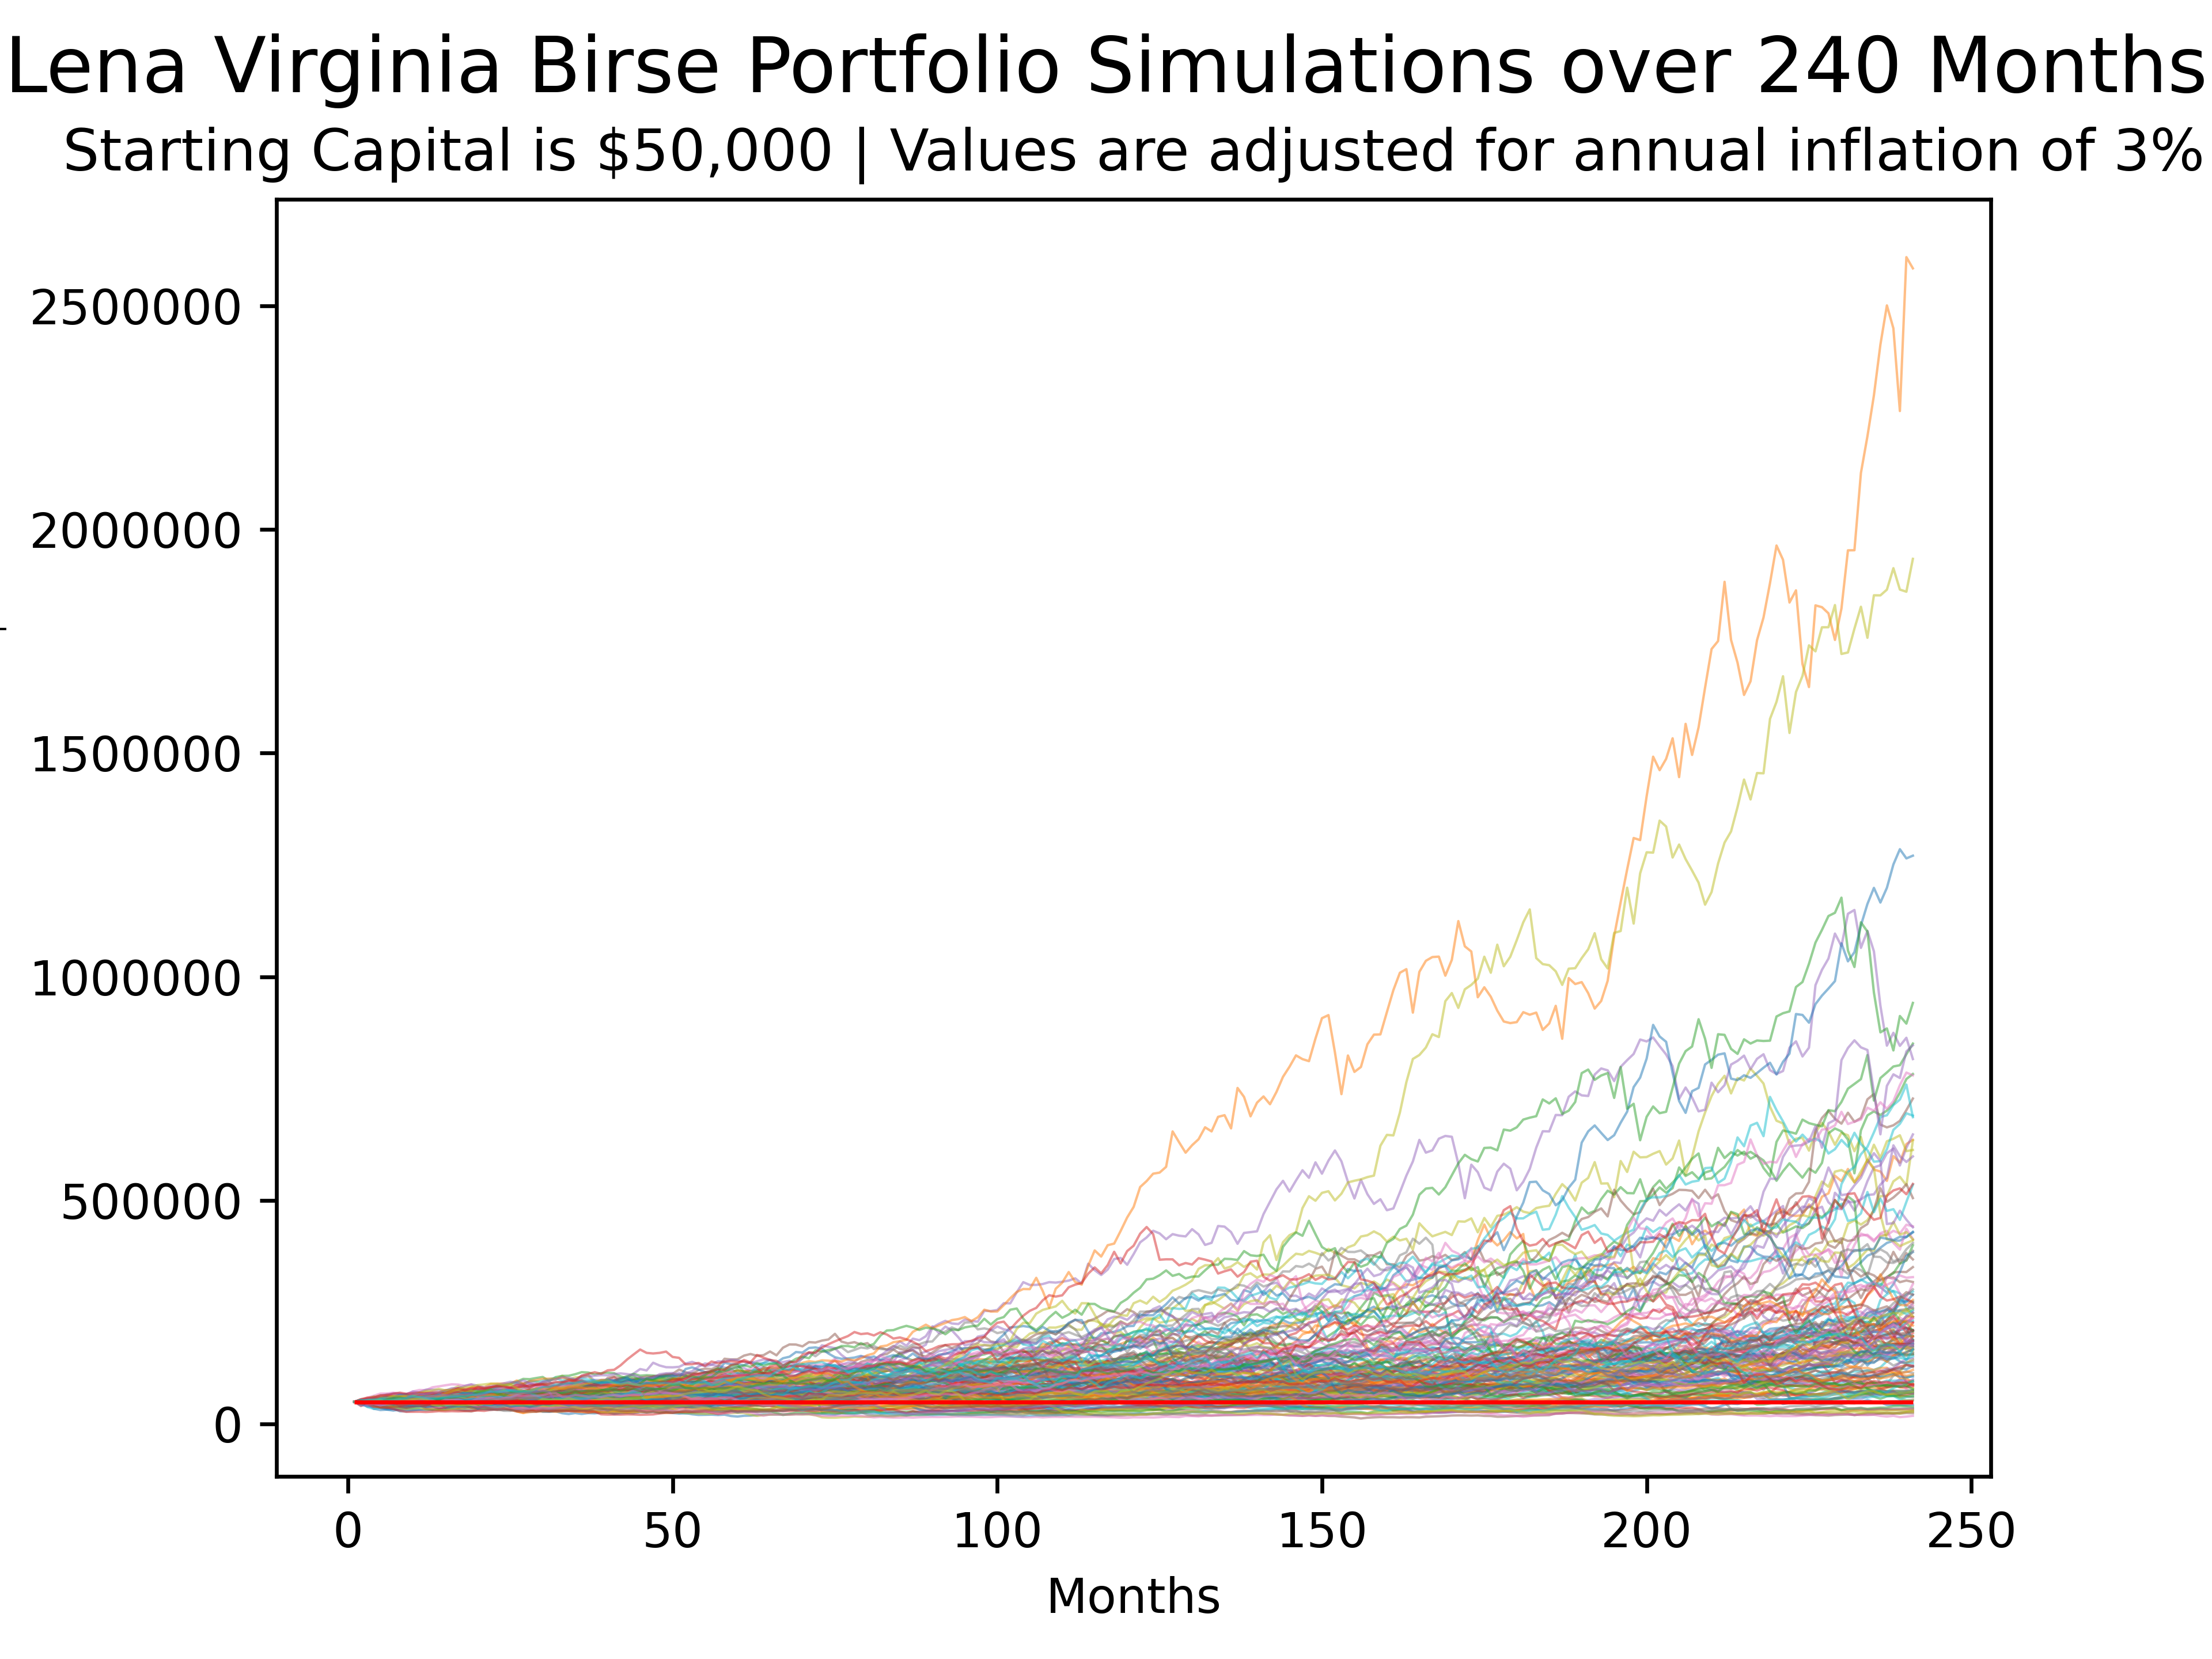 Lena Virginia Birse Portfolio Simulations over 240 Months
Starting Capital is $50,000 | Values are adjusted for annual inflation of 3%
2500000
2000000
1500000
1000000
500000
0
0 50 100 150 200 250
Months